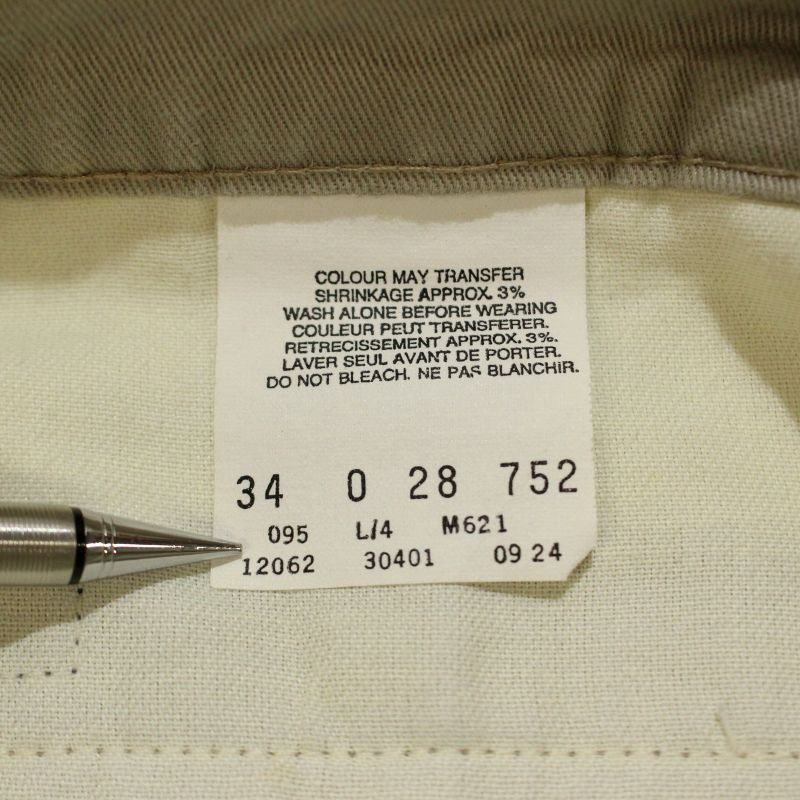 COLOUR MAY TRANSFER
SHRINKAGE APPROX. 3%
WASH ALONE BEFORE WEARING
COULEUR PEUT TRANSFERER.
RETRECISSEMENT APPROX. 3%.
LAVER SEUL AVANT DE PORTER.
DO NOT BLEACH. NE PAS BLANCHIR.
34 0 28 752
095 L/4 M621
12062 30401 09 24